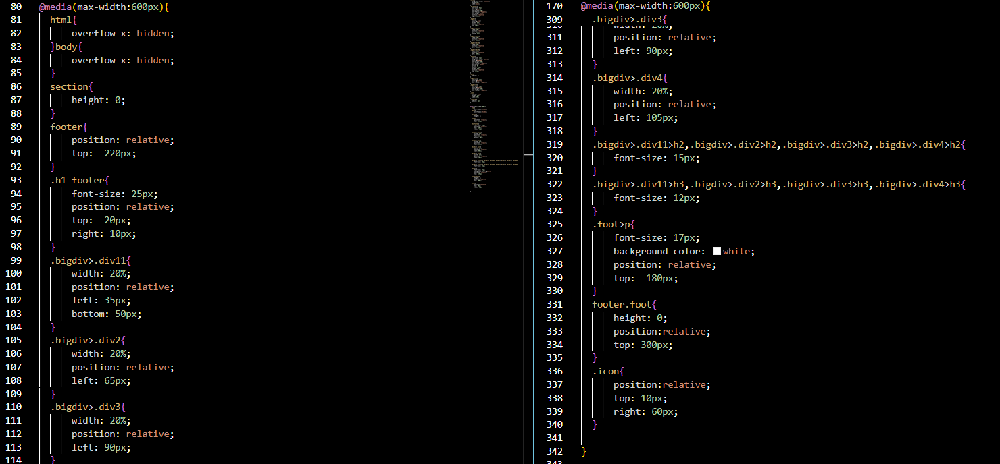 80 @media(max-width:600px){
81 html{
82 overflow-x: hidden;
83 }body{
84 overflow-x: hidden;
85 }
86 section{
87 height: 0;
88 }
89 footer{
90 position: relative;
91 top: -220px;
92 }
93 .h1-footer{
94 font-size: 25px;
95 position: relative;
96 top: -20px;
97 right: 10px;
98 }
99 .bigdiv>.div11{
100 width: 20%;
101 position: relative;
102 left: 35px;
103 bottom: 50px;
104 }
105 .bigdiv>.div2{
106 width: 20%;
107 position: relative;
108 left: 65px;
109 }
110 .bigdiv>.div3{
111 width: 20%;
112 position: relative;
113 left: 90px;
114 }
170 @media(max-width:600px){
309 .bigdiv>.div3{
310 width: 20%;
311 position: relative;
312 left: 90px;
313 }
314 .bigdiv>.div4{
315 width: 20%;
316 position: relative;
317 left: 105px;
318 }
319 .bigdiv>.div11>h2,.bigdiv>.div2>h2,.bigdiv>.div3>h2,.bigdiv>.div4>h2{
320 font-size: 15px;
321 }
322 .bigdiv>.div11>h3,.bigdiv>.div2>h3,.bigdiv>.div3>h3,.bigdiv>.div4>h3{
323 font-size: 12px;
324 }
325 .foot>p{
326 font-size: 17px;
327 background-color: white;
328 position: relative;
329 top: -180px;
330 }
331 footer.foot{
332 height: 0;
333 position:relative;
334 top: 300px;
335 }
336 .icon{
337 position:relative;
338 top: 10px;
339 right: 60px;
340 }
341
342 }
343